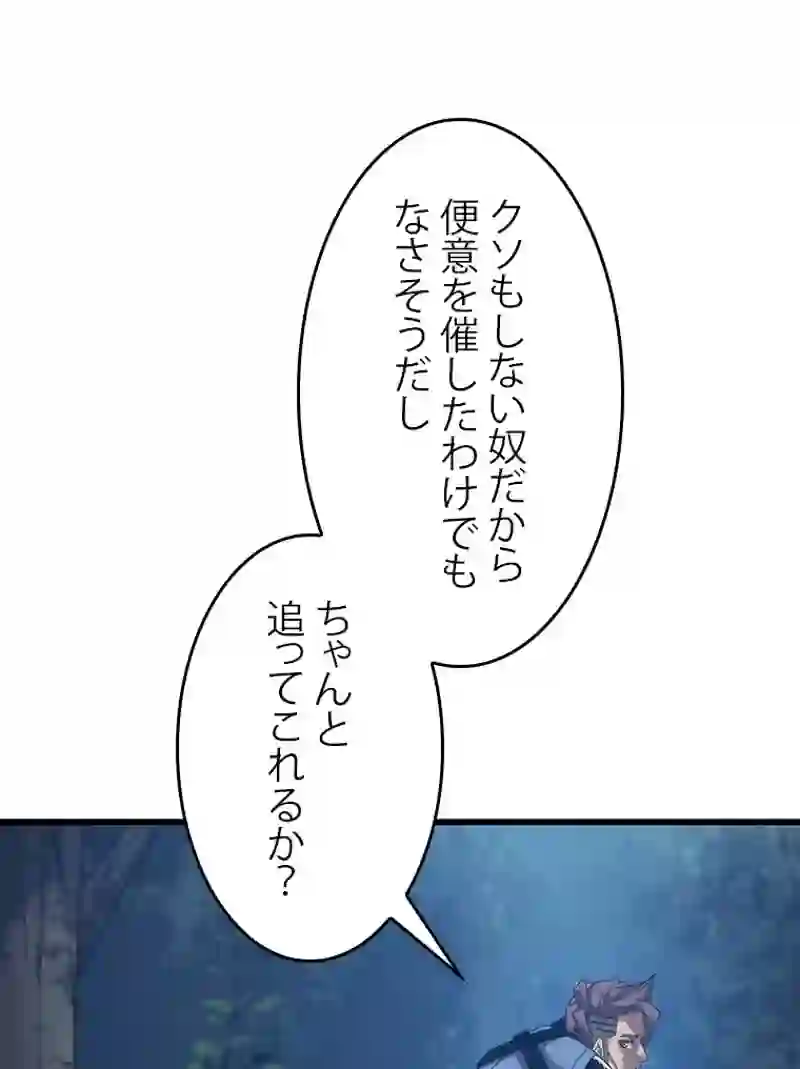 クソもしない奴だから
便意を催したわけでも
なさそうだし
ちゃんと
追ってこれるか？